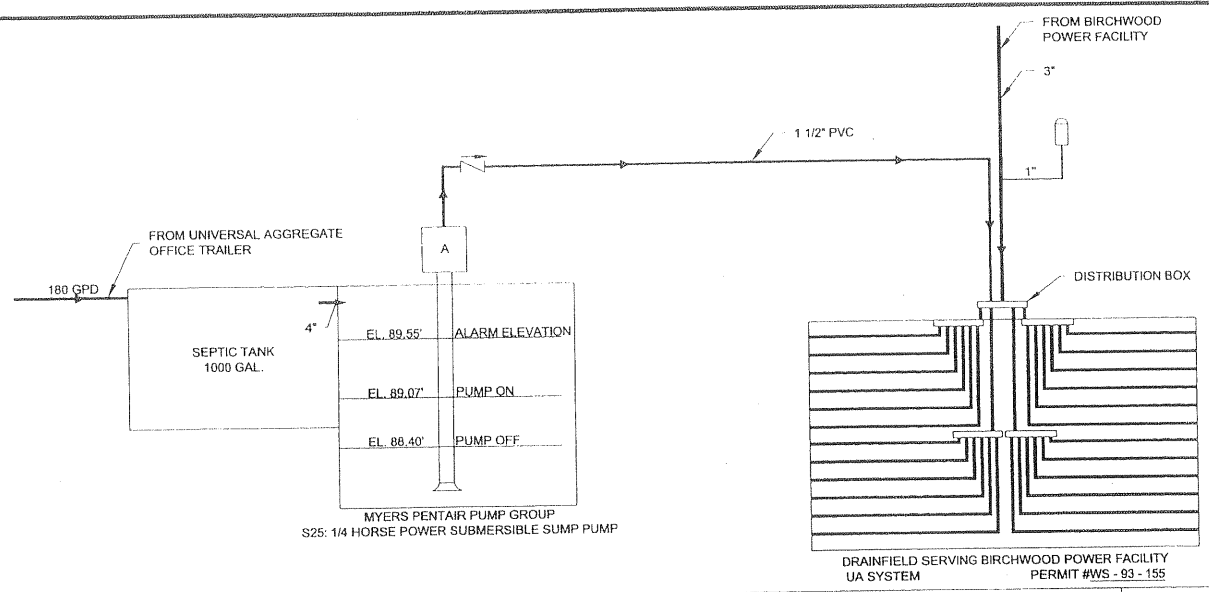 FROM BIRCHWOOD
POWER FACILITY
3"
1 1/2" PVC
1"
FROM UNIVERSAL AGGREGATE
OFFICE TRAILER
A
180 GPD
DISTRIBUTION BOX
4"
EL. 89.55' ALARM ELEVATION
SEPTIC TANK
1000 GAL.
EL. 89.07' PUMP ON
EL. 88.40' PUMP OFF
MYERS PENTAIR PUMP GROUP
S25: 1/4 HORSE POWER SUBMERSIBLE SUMP PUMP
DRAINFIELD SERVING BIRCHWOOD POWER FACILITY
UA SYSTEM PERMIT #WS - 93 - 155